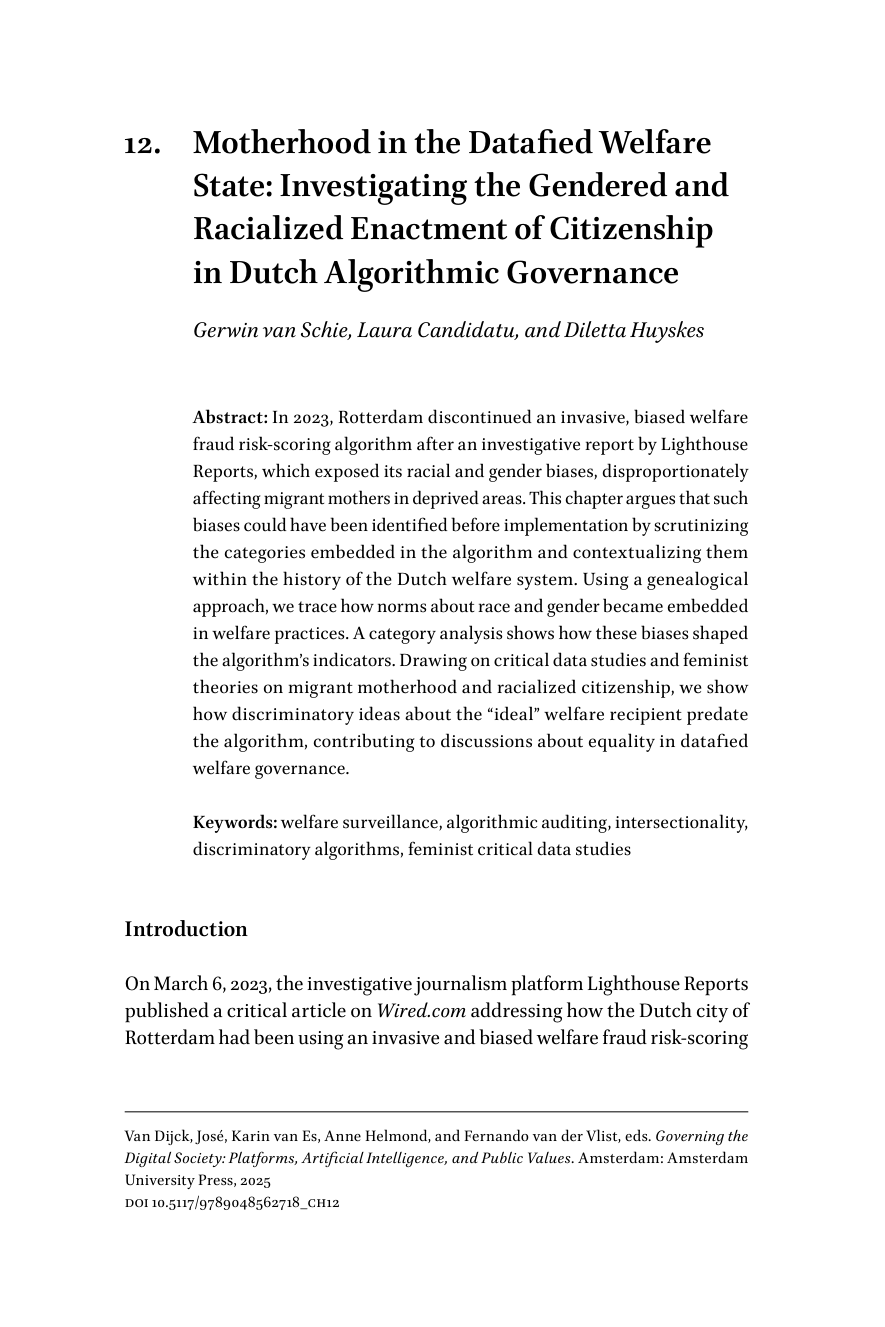 12. Motherhood in the Datafied Welfare
State: Investigating the Gendered and
Racialized Enactment of Citizenship
in Dutch Algorithmic Governance
Gerwin van Schie, Laura Candidatu, and Diletta Huyskes
Abstract: In 2023, Rotterdam discontinued an invasive, biased welfare
fraud risk-scoring algorithm after an investigative report by Lighthouse
Reports, which exposed its racial and gender biases, disproportionately
affecting migrant mothers in deprived areas. This chapter argues that such
biases could have been identified before implementation by scrutinizing
the categories embedded in the algorithm and contextualizing them
within the history of the Dutch welfare system. Using a genealogical
approach, we trace how norms about race and gender became embedded
in welfare practices. A category analysis shows how these biases shaped
the algorithm’s indicators. Drawing on critical data studies and feminist
theories on migrant motherhood and racialized citizenship, we show
how discriminatory ideas about the “ideal” welfare recipient predate
the algorithm, contributing to discussions about equality in datafied
welfare governance.
Keywords: welfare surveillance, algorithmic auditing, intersectionality,
discriminatory algorithms, feminist critical data studies
Introduction
On March 6, 2023, the investigative journalism platform Lighthouse Reports
published a critical article on Wired.com addressing how the Dutch city of
Rotterdam had been using an invasive and biased welfare fraud risk-scoring
Van Dijck, José, Karin van Es, Anne Helmond, and Fernando van der Vlist, eds. Governing the
Digital Society: Platforms, Artificial Intelligence, and Public Values. Amsterdam: Amsterdam
University Press, 2025
DOI 10.5117/9789048562718_CH12